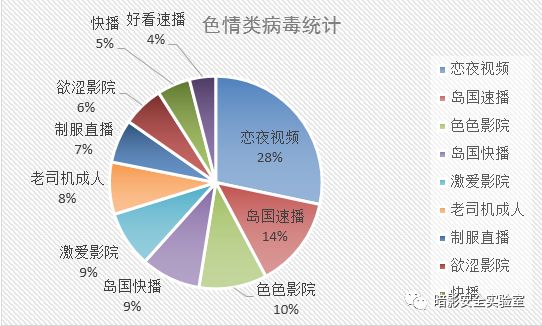 色情类病毒统计
好看速播
4%
快播
5%
欲涩影院
6%
制服直播
7%
老司机成人
8%
激爱影院
9%
岛国快播
9%
色色影院
10%
岛国速播
14%
恋夜视频
28%
恋夜视频
岛国速播
色色影院
岛国快播
激爱影院
老司机成人
制服直播
欲涩影院
快播
暗影安全实验室